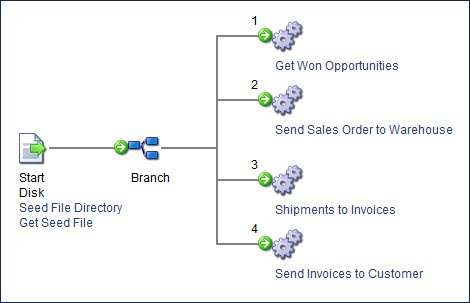 1
Get Won Opportunities
2
Send Sales Order to Warehouse
Start
Disk
Seed File Directory
Get Seed File
Branch
3
Shipments to Invoices
4
Send Invoices to Customer